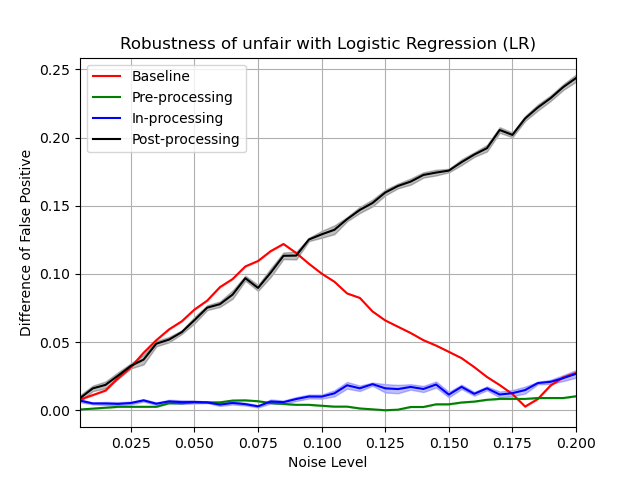 Robustness of unfair with Logistic Regression (LR)
Baseline
Pre-processing
In-processing
Post-processing
Difference of False Positive
0.25
0.20
0.15
0.10
0.05
0.00
0.025 0.050 0.075 0.100 0.125 0.150 0.175 0.200
Noise Level